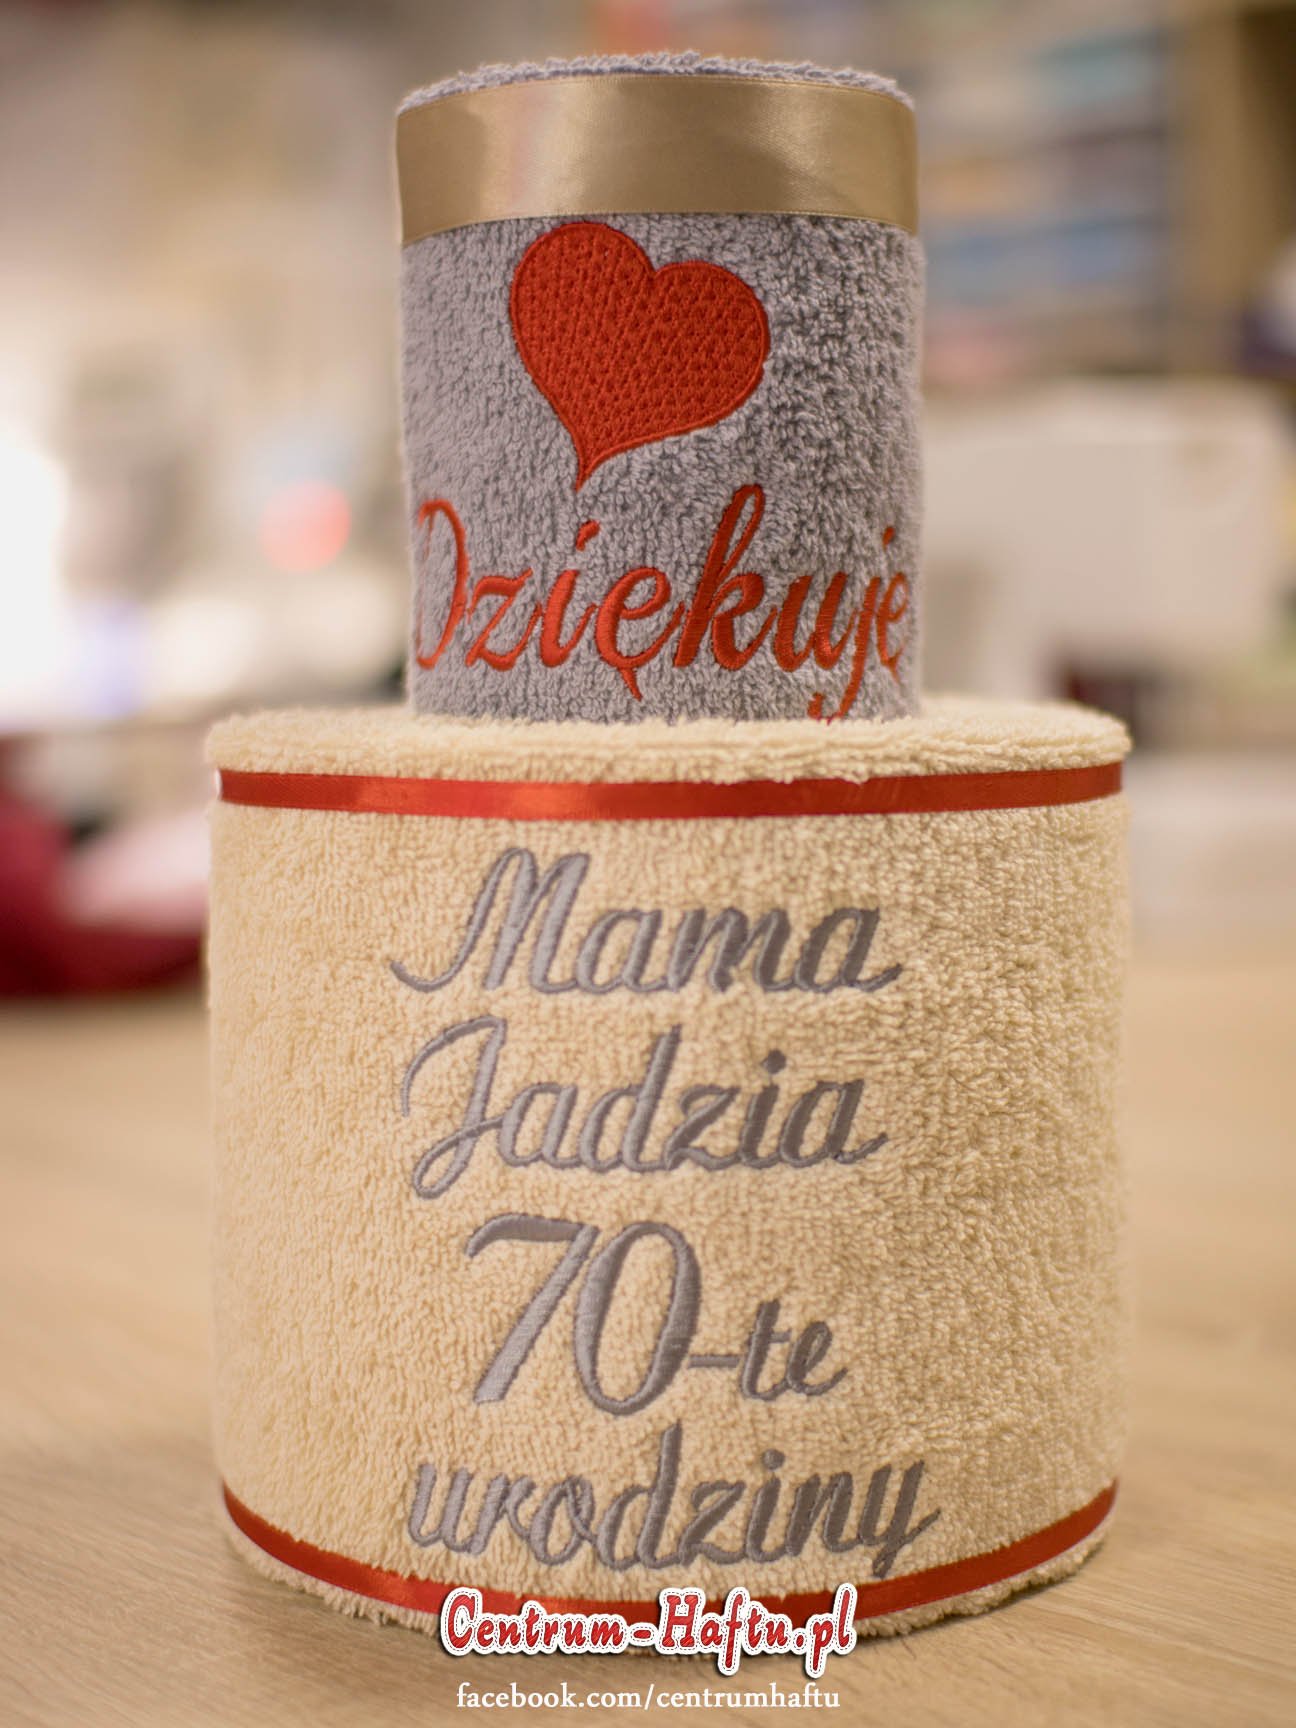 Dziękuję
Mama
Jadzia
70-te
urodziny
Centrum-Haftu.pl
facebook.com/centrumhaftu